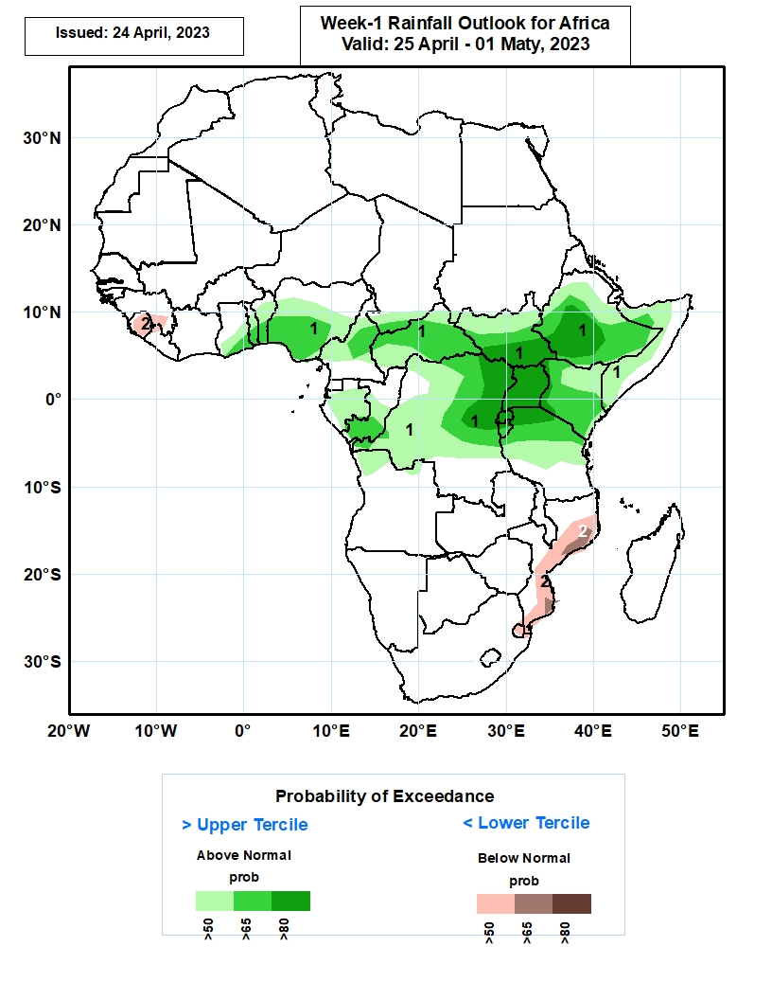 Issued: 24 April, 2023
Week-1 Rainfall Outlook for Africa
Valid: 25 April - 01 Maty, 2023
30°N
20°N
10°N
0°
10°S
20°S
30°S
2
1
1
1
1
1
1
1
2
2
20°W
10°W
0°
10°E
20°E
30°E
40°E
50°E
Probability of Exceedance
> Upper Tercile
< Lower Tercile
Above Normal
Below Normal
prob
prob
>50
>65
>80
>50
>65
>80